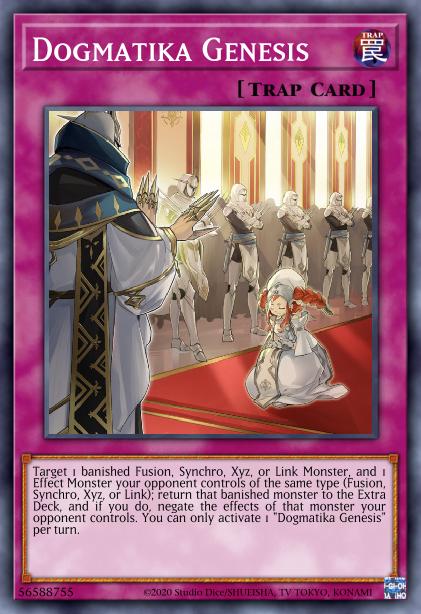 Dogmatika Genesis
TRAP
罠
[Trap Card]
Target 1 banished Fusion, Synchro, Xyz, or Link Monster, and 1
Effect Monster your opponent controls of the same type (Fusion,
Synchro, Xyz, or Link); return that banished monster to the Extra
Deck, and if you do, negate the effects of that monster your
opponent controls. You can only activate 1 "Dogmatika Genesis"
per turn.
56588755
©2020 Studio Dice/SHUEISHA, TV TOKYO, KONAMI